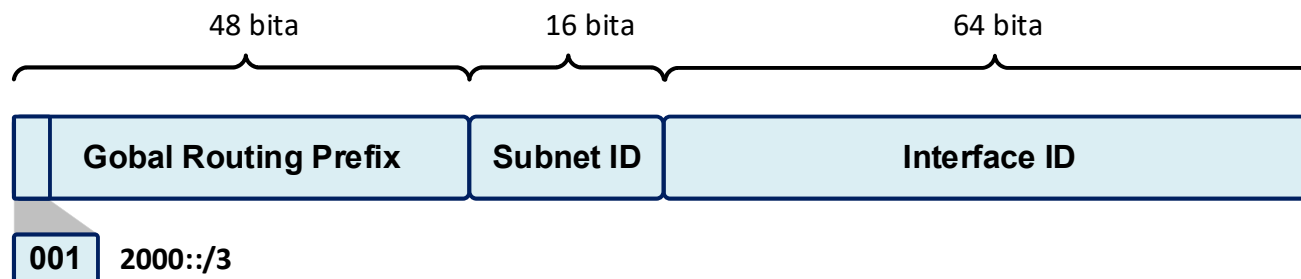 48 bita 16 bita 64 bita
Gobal Routing Prefix Subnet ID Interface ID
001 2000::/3